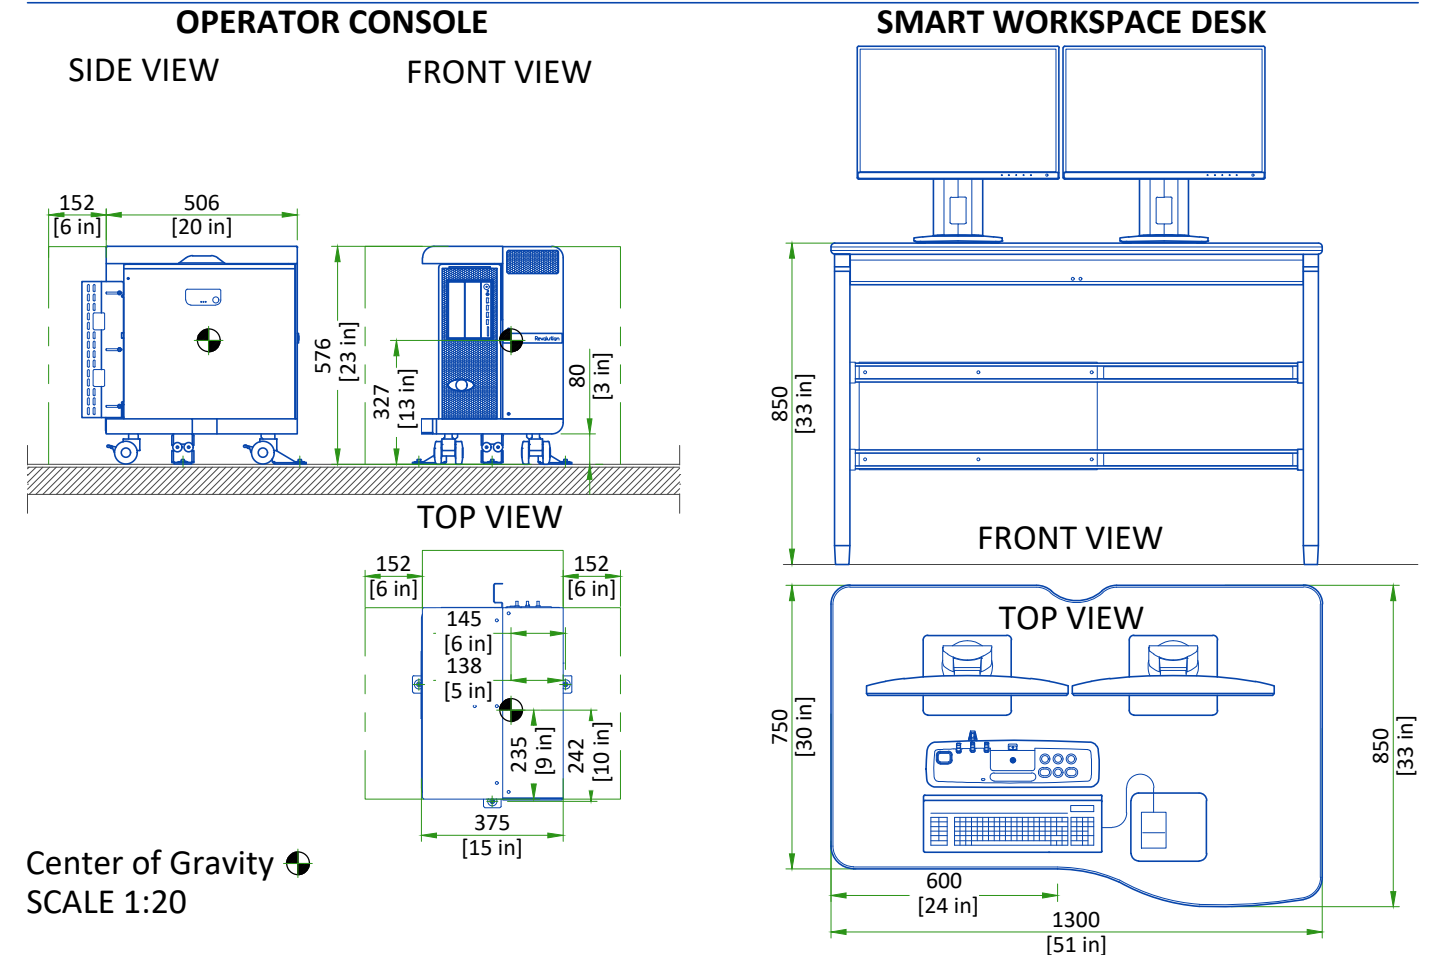 OPERATOR CONSOLE
SIDE VIEW
FRONT VIEW
152
[6 in]
506
[20 in]
576
[23 in]
327
[13 in]
Revolution
80
[3 in]
TOP VIEW
152
[6 in]
152
[6 in]
145
[6 in]
138
[5 in]
235
[9 in]
242
[10 in]
375
[15 in]
Center of Gravity
SCALE 1:20
SMART WORKSPACE DESK
850
[33 in]
FRONT VIEW
TOP VIEW
750
[30 in]
850
[33 in]
600
[24 in]
1300
[51 in]